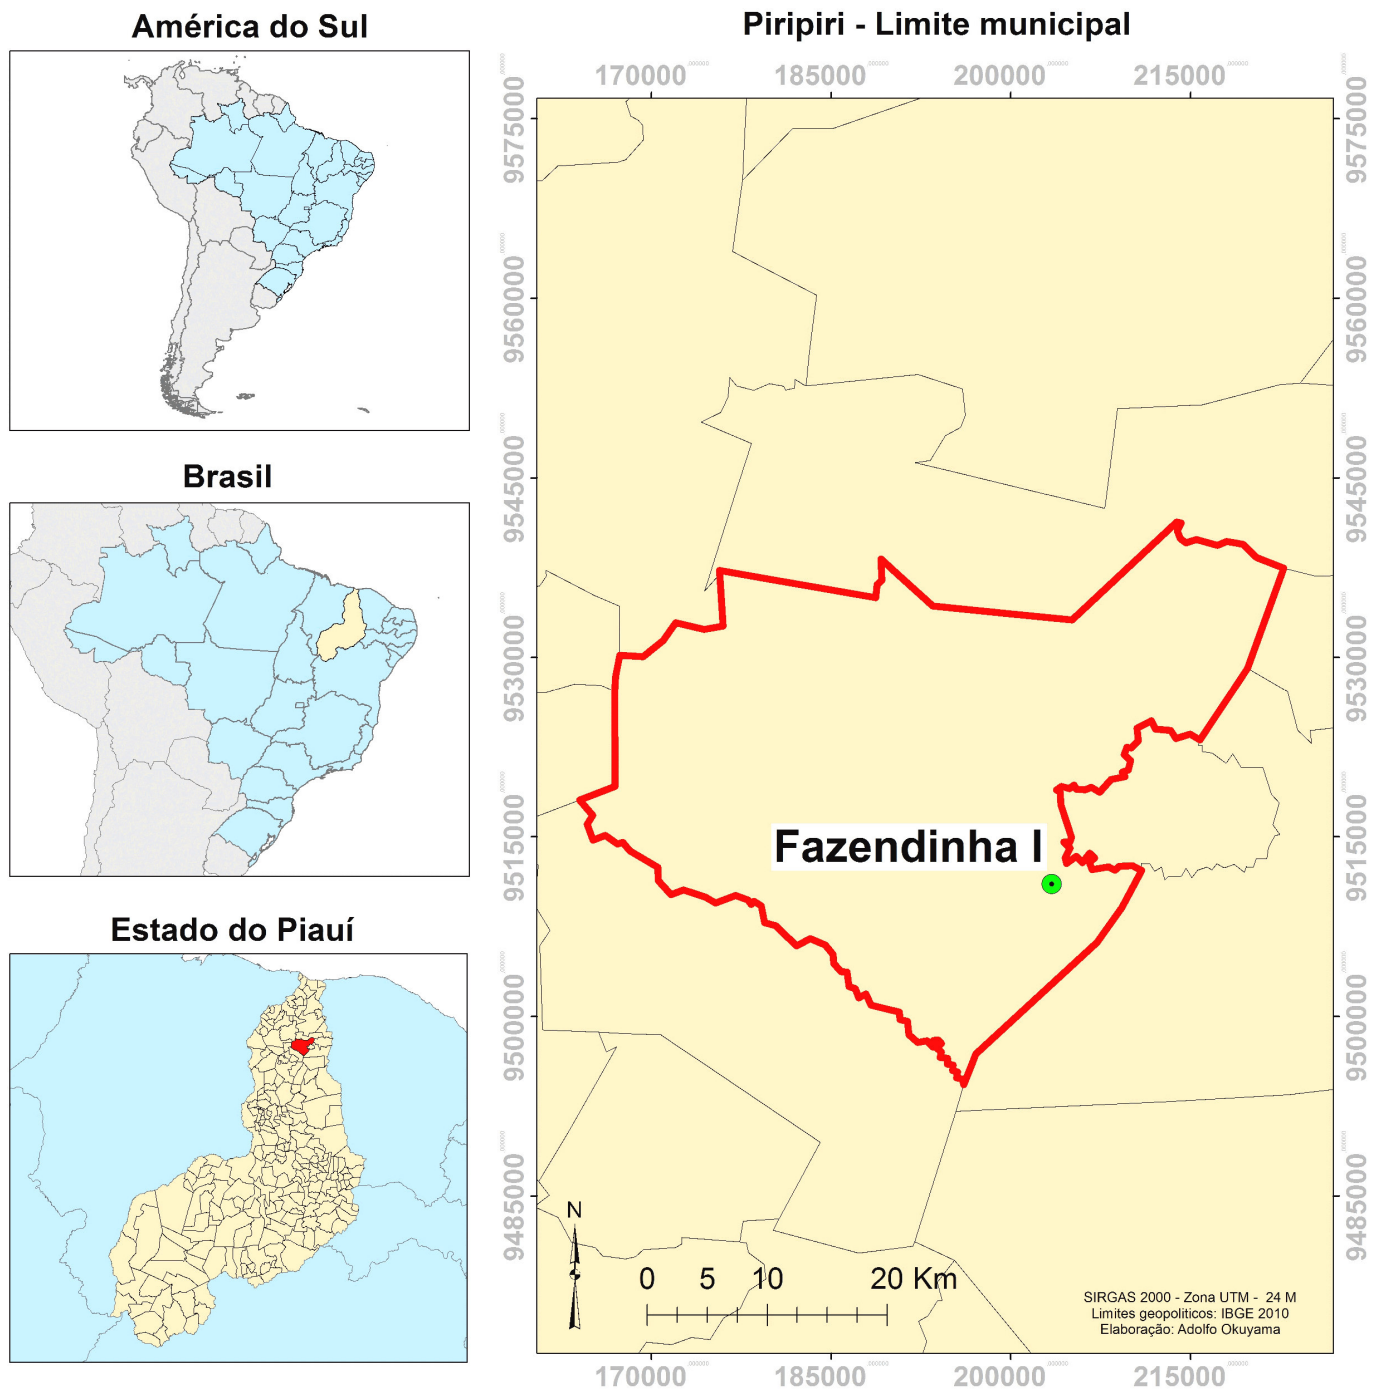 América do Sul
Piripiri - Limite municipal
170000 185000 200000 215000
9575000 9575000
9560000 9560000
Brasil
9545000 9545000
9530000 9530000
Fazendinha I
9515000 9515000
Estado do Piauí
9500000 9500000
9485000 9485000
N
0 5 10 20 Km
SIRGAS 2000 - Zona UTM - 24 M
Limites geopoliticos: IBGE 2010
Elaboração: Adolfo Okuyama
170000 185000 200000 215000